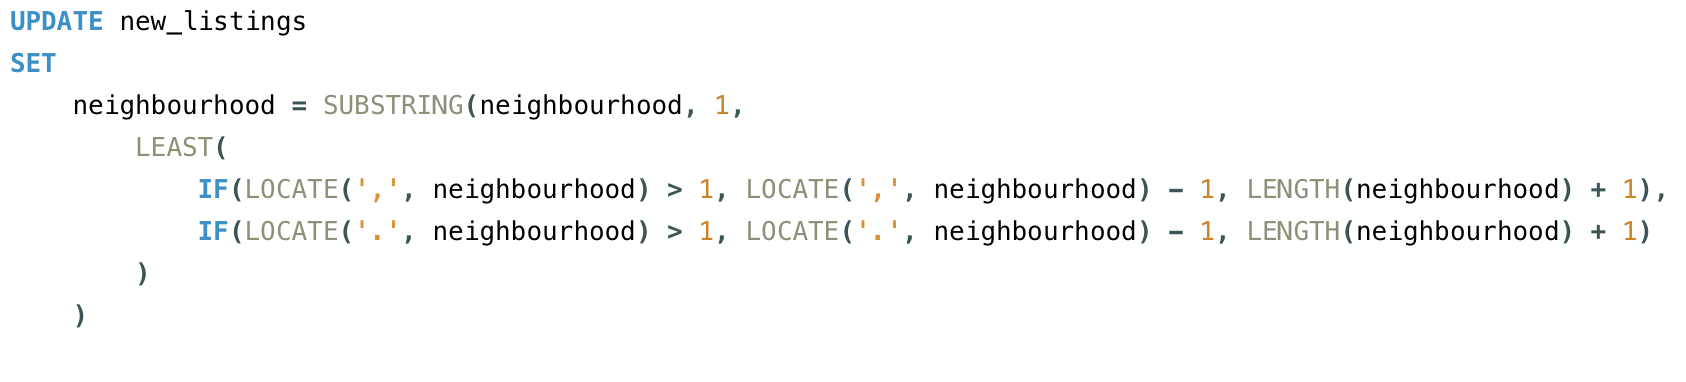 UPDATE new_listings
SET
    neighbourhood = SUBSTRING(neighbourhood, 1,
        LEAST(
            IF(LOCATE(',', neighbourhood) > 1, LOCATE(',', neighbourhood) - 1, LENGTH(neighbourhood) + 1),
            IF(LOCATE('.', neighbourhood) > 1, LOCATE('.', neighbourhood) - 1, LENGTH(neighbourhood) + 1)
        )
    )